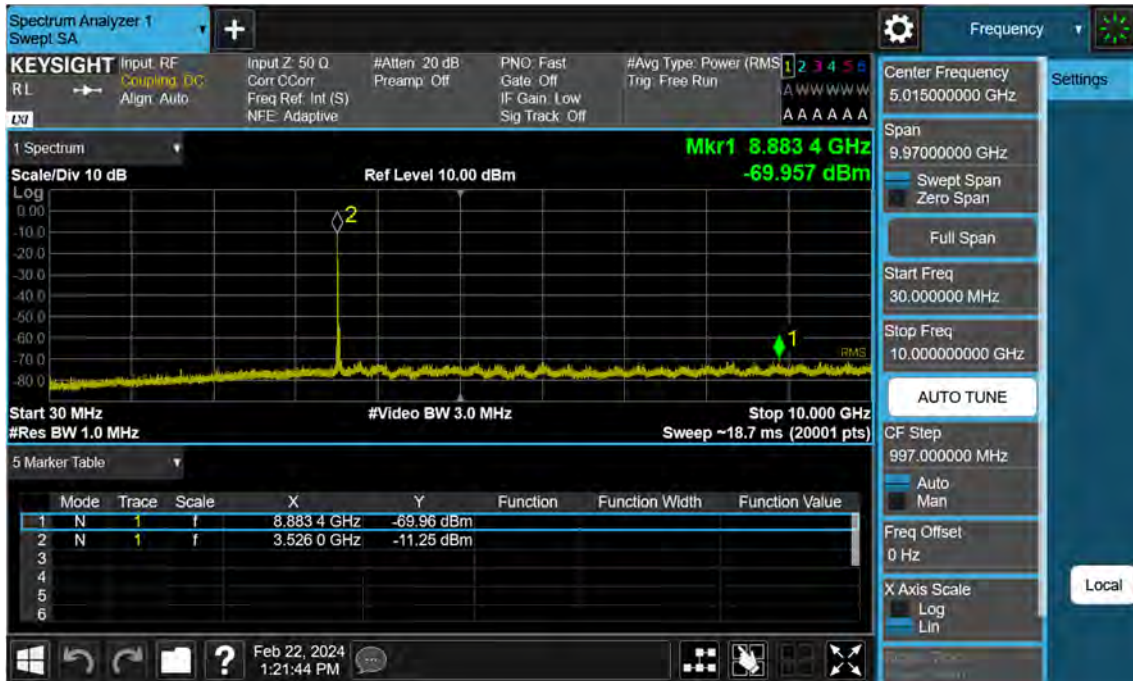 Spectrum Analyzer 1
Swept SA
+
Frequency
KEYSIGHT
RL
LXI
Input: RF
Coupling: DC
Align: Auto
Input Z: 50 Ω
Corr CCorr
Freq Ref: Int (S)
NFE: Adaptive
#Atten: 20 dB
Preamp: Off
PNO: Fast
Gate: Off
IF Gain: Low
Sig Track: Off
#Avg Type: Power (RMS
Trig: Free Run
1 2 3 4 5 6
A W W W W W
A A A A A A
Center Frequency
5.015000000 GHz
Settings
Span
9.97000000 GHz
Swept Span
Zero Span
Full Span
Start Freq
30.000000 MHz
Stop Freq
10.000000000 GHz
AUTO TUNE
CF Step
997.000000 MHz
Auto
Man
Freq Offset
0 Hz
X Axis Scale
Log
Lin
Local
1 Spectrum
Scale/Div 10 dB
Ref Level 10.00 dBm
Mkr1 8.883 4 GHz
-69.957 dBm
Log
0.00
-10.0
-20.0
-30.0
-40.0
-50.0
-60.0
-70.0
-80.0
2
1
RMS
Start 30 MHz
#Video BW 3.0 MHz
Stop 10.000 GHz
#Res BW 1.0 MHz
Sweep ~18.7 ms (20001 pts)
5 Marker Table
Mode Trace Scale X Y Function Function Width Function Value
1 N 1 f 8.883 4 GHz -69.96 dBm
2 N 1 f 3.526 0 GHz -11.25 dBm
3
4
5
6
?
Feb 22, 2024
1:21:44 PM